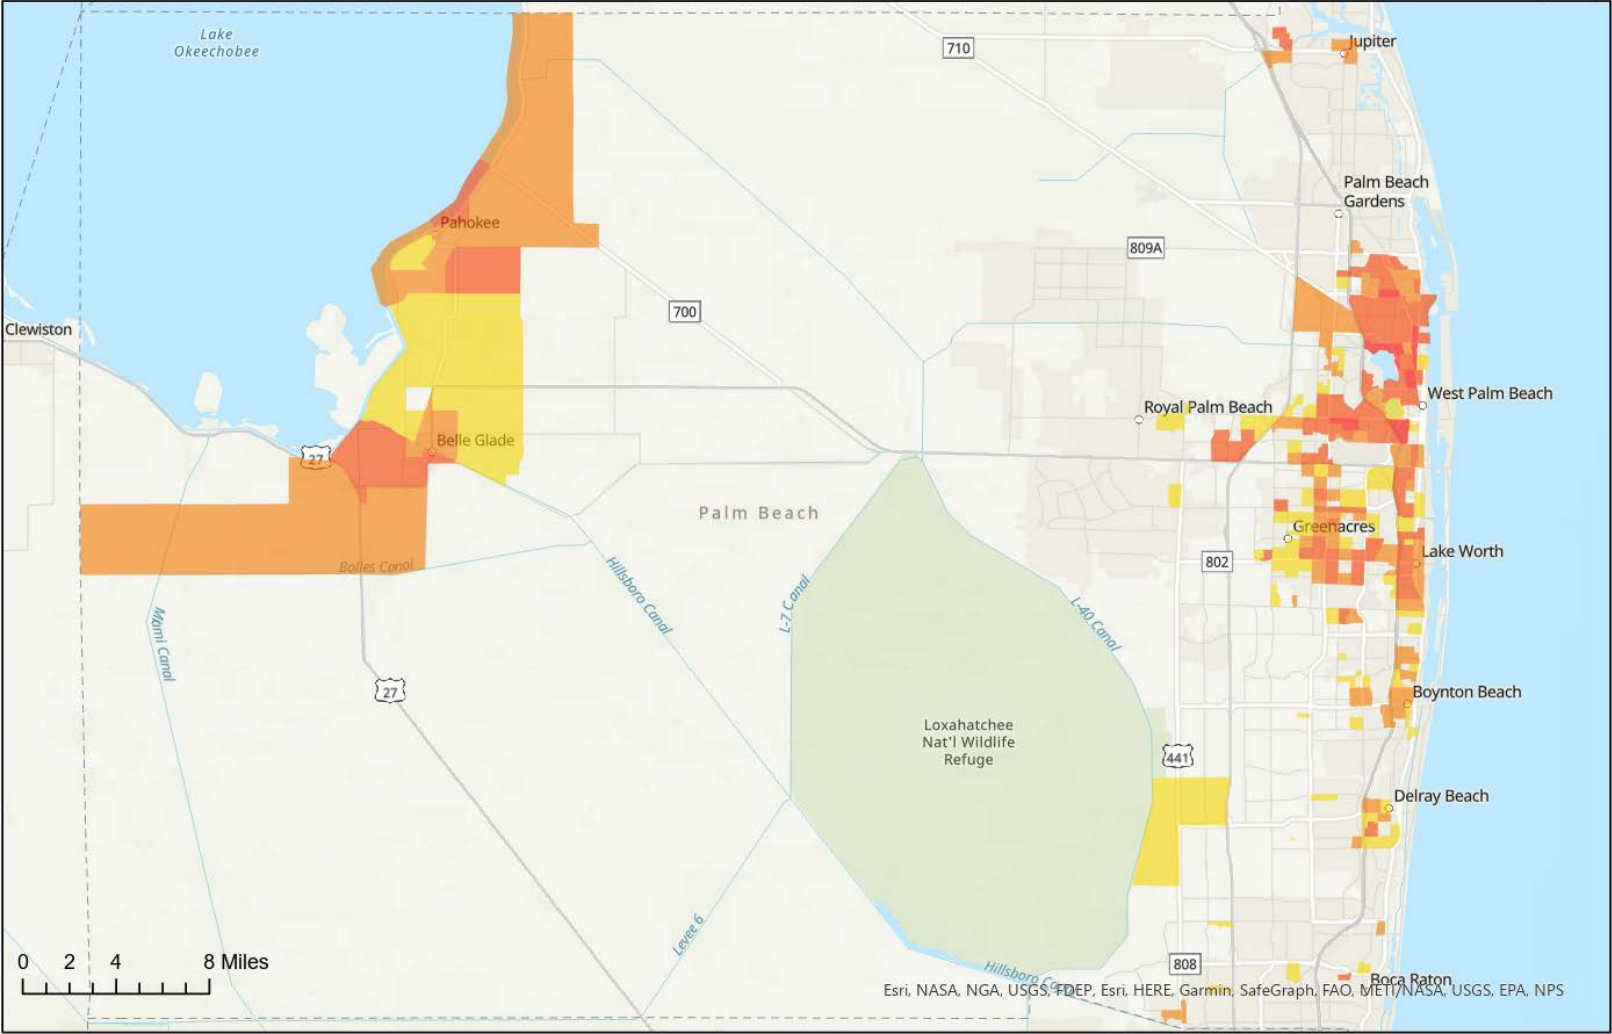 Lake
Okeechobee
710
Jupiter
Palm Beach
Gardens
Pahokee
809A
700
Clewiston
West Palm Beach
Royal Palm Beach
Belle Glade
27
Palm Beach
Greenacres
Lake Worth
802
Bolles Canal
Hillsboro Canal
L-7 Canal
L-40 Canal
Miami Canal
27
Boynton Beach
Loxahatchee
Nat'l Wildlife
Refuge
441
Delray Beach
Levee 6
0 2 4 8 Miles
808
Hillsboro
Boca Raton
Esri, NASA, NGA, USGS, FDEP, Esri, HERE, Garmin, SafeGraph, FAO, METI/NASA, USGS, EPA, NPS